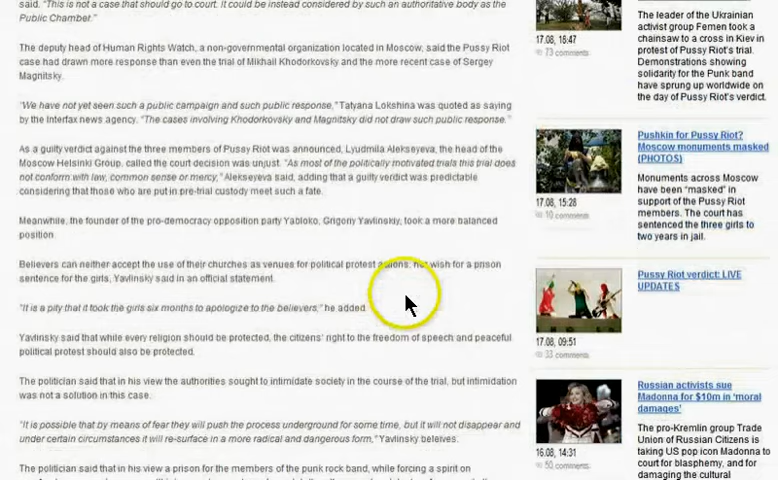 said. "This is not a case that should go to court. It could be instead considered by such an authoritative body as the
Public Chamber."
The deputy head of Human Rights Watch, a non-governmental organization located in Moscow, said the Pussy Riot
case had drawn more response than even the trial of Mikhail Khodorkovsky and the more recent case of Sergey
Magnitsky.
"We have not yet seen such a public campaign and such public response," Tatyana Lokshina was quoted as saying
by the Interfax news agency. "The cases involving Khodorkovsky and Magnitsky did not draw such public response."
As a guilty verdict against the three members of Pussy Riot was announced, Lyudmila Alekseyeva, the head of the
Moscow Helsinki Group, called the court decision was unjust. "As most of the politically motivated trials this trial does
not conform with law, common sense or mercy," Alekseyeva said, adding that a guilty verdict was predictable
considering that those who are put in pre-trial custody meet such a fate.
Meanwhile, the founder of the pro-democracy opposition party Yabloko, Grigory Yavlinskiy, took a more balanced
position.
Believers can neither accept the use of their churches as venues for political protest actions, nor wish for a prison
sentence for the girls, Yavlinsky said in an official statement.
"It is a pity that it took the girls six months to apologize to the believers," he added.
Yavlinsky said that while every religion should be protected, the citizens' right to the freedom of speech and peaceful
political protest should also be protected.
The politician said that in his view the authorities sought to intimidate society in the course of the trial, but intimidation
was not a solution in this case.
"It is possible that by means of fear they will push the process underground for some time, but it will not disappear and
under certain circumstances it will re-surface in a more radical and dangerous form," Yavlinsky beleives.
The politician said that in his view a prison for the members of the punk rock band, while forcing a spirit on
17.08, 18:47
73 comments
The leader of the Ukrainian
activist group Femen took a
chainsaw to a cross in Kiev in
protest of Pussy Riot's trial.
Demonstrations showing
solidarity for the Punk band
have sprung up worldwide on
the day of Pussy Riot's verdict.
17.08, 15:28
10 comments
Pushkin for Pussy Riot?
Moscow monuments masked
(PHOTOS)
Monuments across Moscow
have been "masked" in
support of the Pussy Riot
members. The court has
sentenced the three girls to
two years in jail.
17.08, 09:51
33 comments
Pussy Riot verdict: LIVE
UPDATES
16.08, 14:31
50 comments
Russian activists sue
Madonna for $10m in 'moral
damages'
The pro-Kremlin group Trade
Union of Russian Citizens is
taking US pop icon Madonna to
court for blasphemy, and for
damaging the cultural